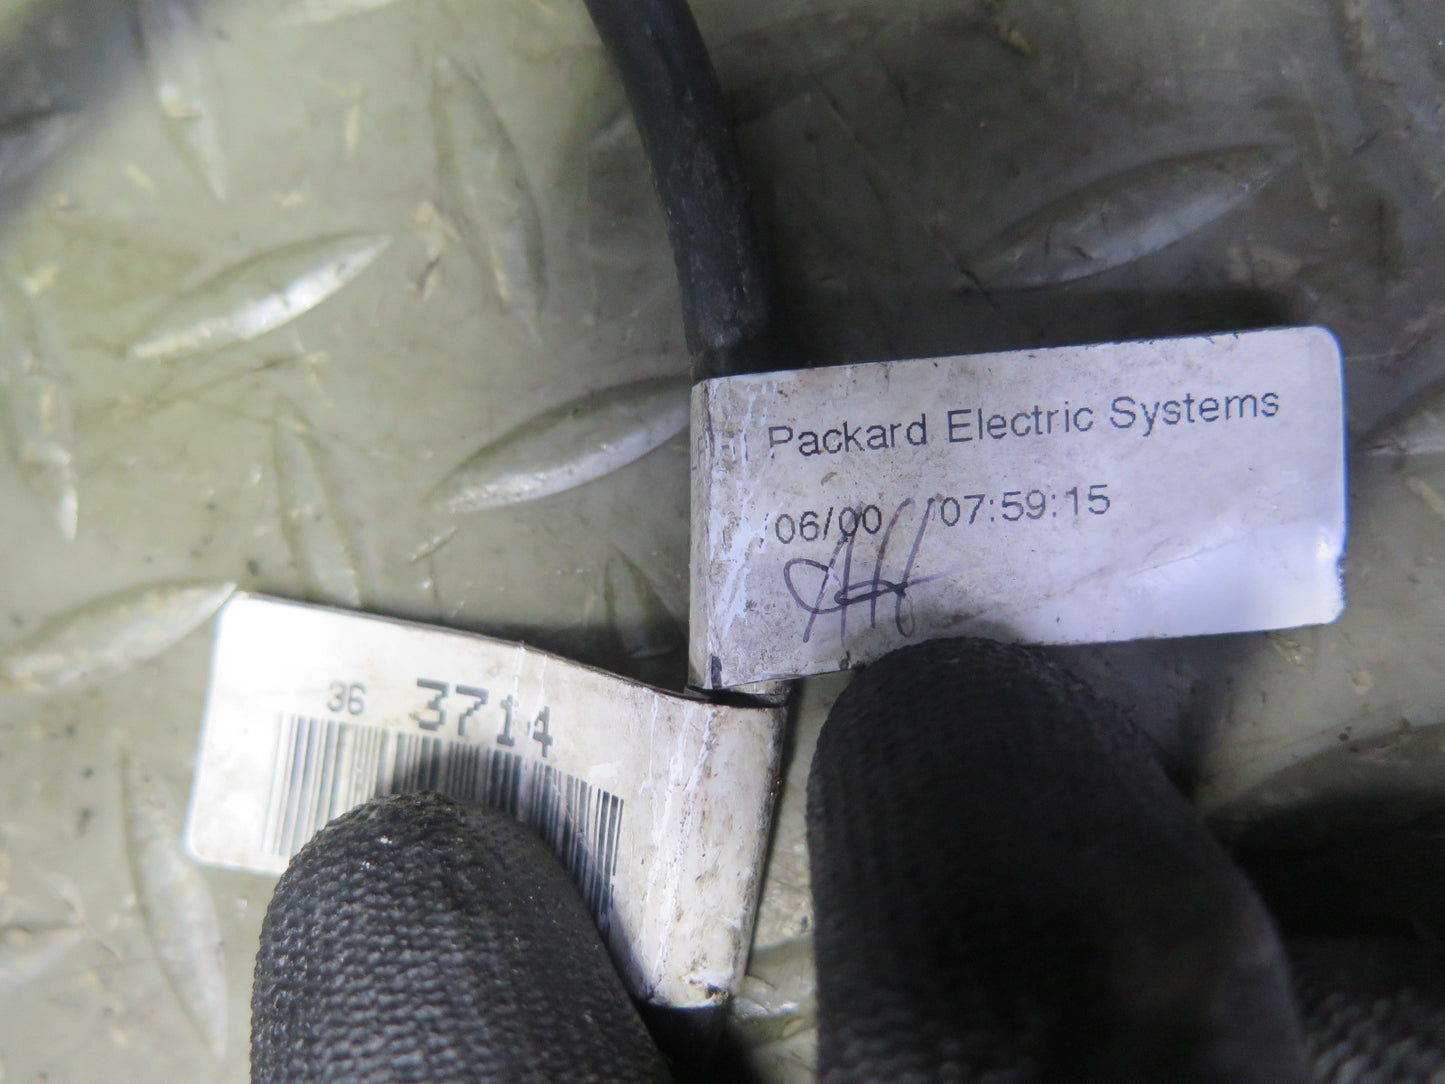 Packard Electric Systems
06/00 07:59:15
36 3714